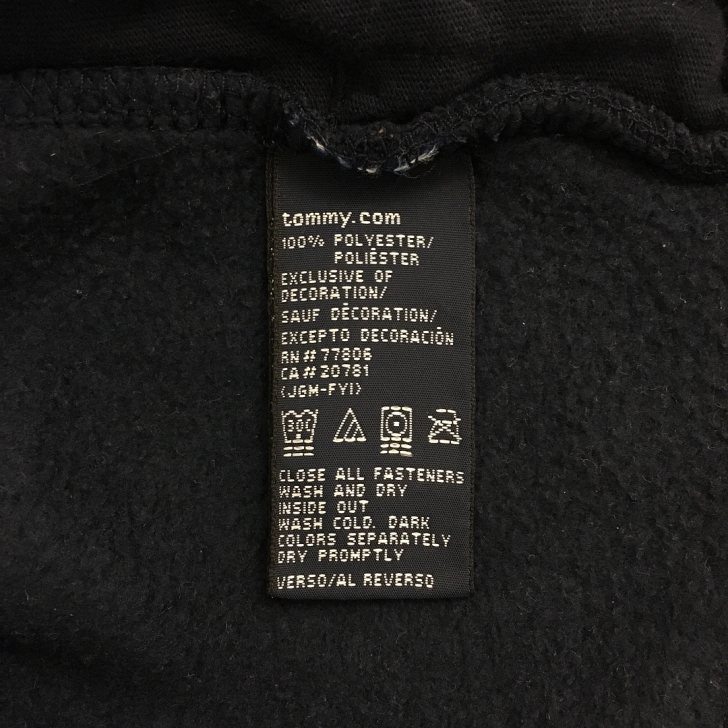 tommy.com
100% POLYESTER/
POLIÉSTER
EXCLUSIVE OF
DECORATION/
SAUF DÉCORATION/
EXCEPTO DECORACIÓN
RN# 77806
CA# 20781
(JGM-FYI)
30C
CLOSE ALL FASTENERS
WASH AND DRY
INSIDE OUT
WASH COLD. DARK
COLORS SEPARATELY
DRY PROMPTLY
VERSO/AL REVERSO